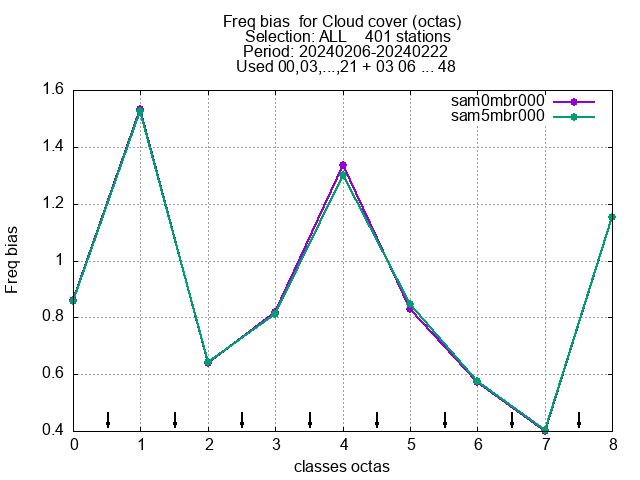 Freq bias  for Cloud cover (octas)
Selection: ALL    401 stations
Period: 20240206-20240222
Used 00,03,...,21 + 03 06 ... 48
sam0mbr000
sam5mbr000
1.6
1.4
1.2
1
0.8
0.6
0.4
Freq bias
0 1 2 3 4 5 6 7 8
classes octas